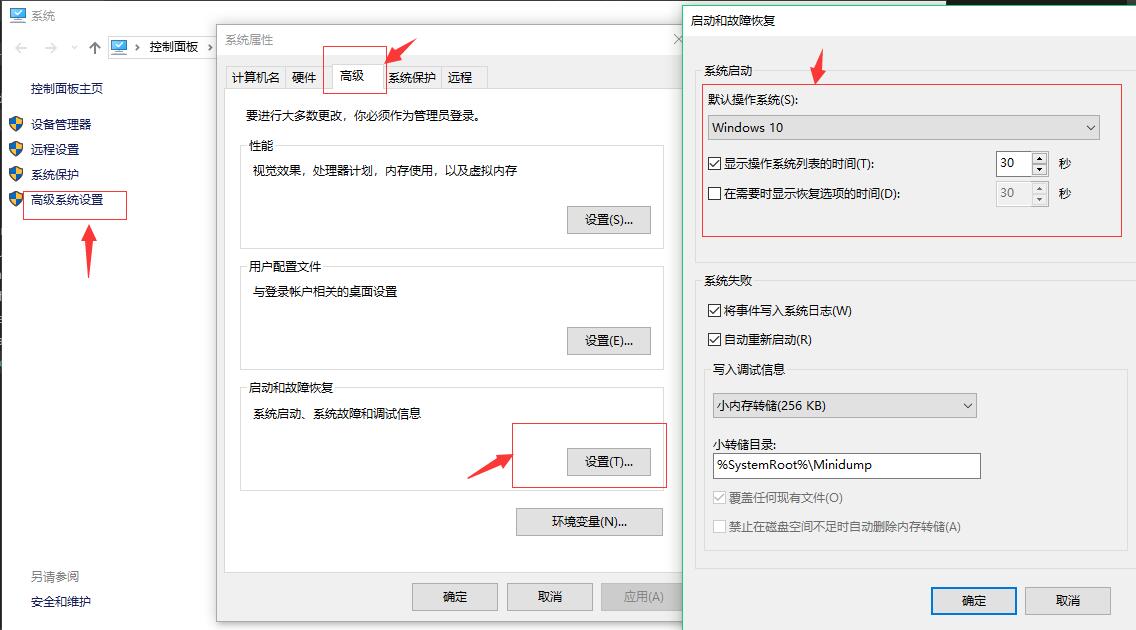 系统
控制面板
控制面板主页
设备管理器
远程设置
系统保护
高级系统设置
另请参阅
安全和维护
系统属性
计算机名 硬件 高级 系统保护 远程
要进行大多数更改，你必须作为管理员登录。
性能
视觉效果，处理器计划，内存使用，以及虚拟内存
设置(S)...
用户配置文件
与登录帐户相关的桌面设置
设置(E)...
启动和故障恢复
系统启动、系统故障和调试信息
设置(T)...
环境变量(N)...
确定 取消 应用(A)
启动和故障恢复
系统启动
默认操作系统(S):
Windows 10
显示操作系统列表的时间(T): 30 秒
在需要时显示恢复选项的时间(D): 30 秒
系统失败
将事件写入系统日志(W)
自动重新启动(R)
写入调试信息
小内存转储(256 KB)
小转储目录:
%SystemRoot%\Minidump
覆盖任何现有文件(O)
禁止在磁盘空间不足时自动删除内存转储(A)
确定 取消